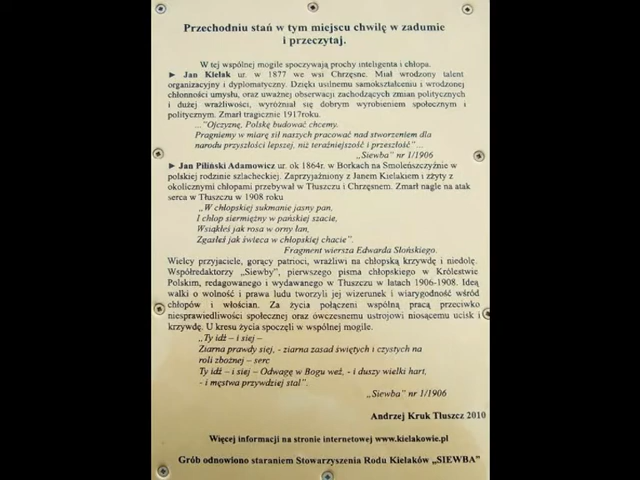 Przechodniu stań w tym miejscu chwilę w zadumie
i przeczytaj.
W tej wspólnej mogile spoczywają prochy inteligenta i chłopa.
► Jan Kielak ur. w 1877 we wsi Chrzęsne. Miał wrodzony talent
organizacyjny i dyplomatyczny. Dzięki usilnemu samokształceniu i wrodzonej
chłonności umysłu, oraz uważnej obserwacji zachodzących zmian politycznych
i dużej wrażliwości, wyróżniał się dobrym wyrobieniem społecznym i
politycznym. Zmarł tragicznie 1917roku.
..."Ojczyznę, Polskę budować chcemy.
Pragniemy w miarę sił naszych pracować nad stworzeniem dla
narodu przyszłości lepszej, niż teraźniejszość i przeszłość"...
„Siewba" nr 1/1906
► Jan Piliński Adamowicz ur. ok 1864r. w Borkach na Smoleńszczyźnie w
polskiej rodzinie szlacheckiej. Zaprzyjaźniony z Janem Kielakiem i zżyty z
okolicznymi chłopami przebywał w Tłuszczu i Chrzęsnem. Zmarł nagle na atak
serca w Tłuszczu w 1908 roku
„W chłopskiej sukmanie jasny pan,
I chłop siermiężny w pańskiej szacie,
Wsiąkłeś jak rosa w orny łan,
Zgasłeś jak świeca w chłopskiej chacie".
Fragment wiersza Edwarda Słońskiego.
Wielcy przyjaciele, gorący patrioci, wrażliwi na chłopską krzywdę i niedolę.
Współredaktorzy „Siewby", pierwszego pisma chłopskiego w Królestwie
Polskim, redagowanego i wydawanego w Tłuszczu w latach 1906-1908. Ideą
walki o wolność i prawa ludu tworzyli jej wizerunek i wiarygodność wśród
chłopów i włościan. Za życia połączeni wspólną pracą przeciwko
niesprawiedliwości społecznej oraz ówczesnemu ustrojowi niosącemu ucisk i
krzywdę. U kresu życia spoczęli w wspólnej mogile.
„Ty idź – i siej –
Ziarna prawdy siej, - ziarna zasad świętych i czystych na
roli zbożnej – serc
Ty idź – i siej – Odwagę w Bogu weź, - i duszy wielki hart,
- i męstwa przywdziej stal".
„Siewba" nr 1/1906
Andrzej Kruk Tłuszcz 2010
Więcej informacji na stronie internetowej www.kielakowie.pl
Grób odnowiono staraniem Stowarzyszenia Rodu Kielaków „SIEWBA"